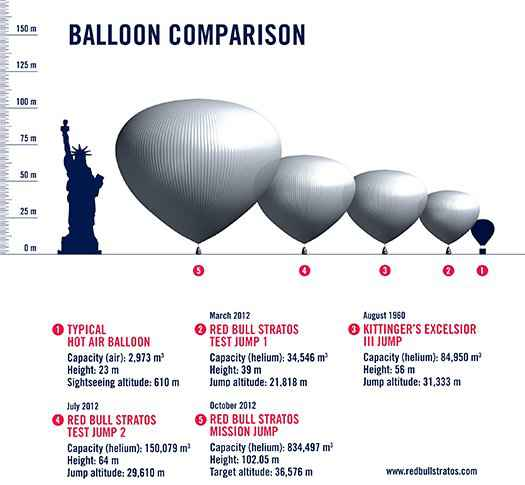 BALLOON COMPARISON
150 m
125 m
100 m
75 m
50 m
25 m
0 m
5
4
3
2
1
1 TYPICAL
HOT AIR BALLOON
Capacity (air): 2,973 m³
Height: 23 m
Sightseeing altitude: 610 m
March 2012
2 RED BULL STRATOS
TEST JUMP 1
Capacity (helium): 34,546 m³
Height: 39 m
Jump altitude: 21,818 m
August 1960
3 KITTINGER'S EXCELSIOR
III JUMP
Capacity (helium): 84,950 m³
Height: 56 m
Jump altitude: 31,333 m
July 2012
4 RED BULL STRATOS
TEST JUMP 2
Capacity (helium): 150,079 m³
Height: 64 m
Jump altitude: 29,610 m
October 2012
5 RED BULL STRATOS
MISSION JUMP
Capacity (helium): 834,497 m³
Height: 102.05 m
Target altitude: 36,576 m
www.redbullstratos.com